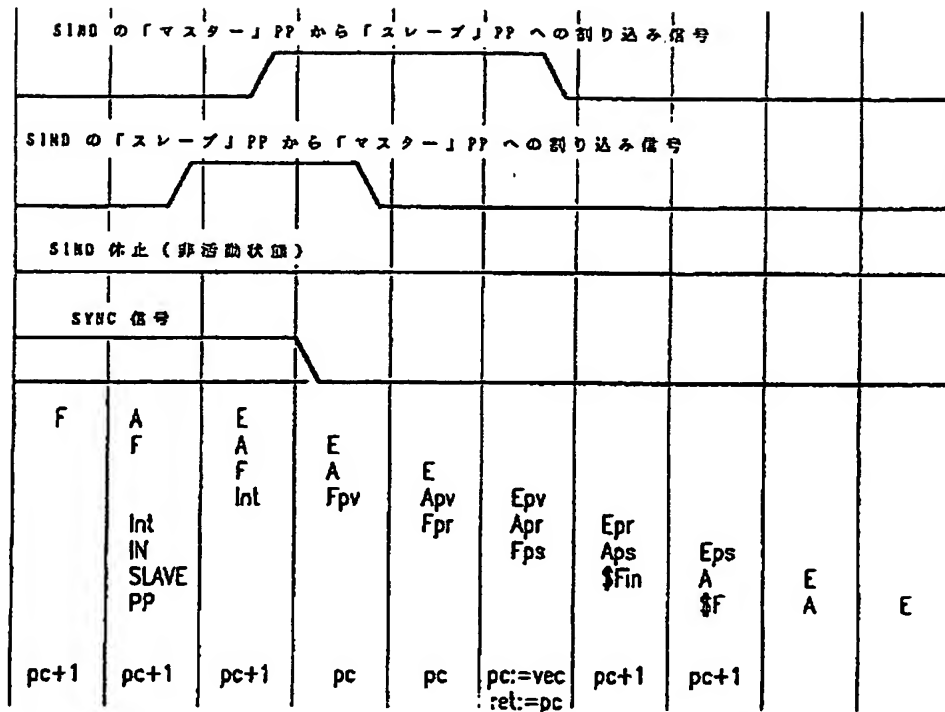 SIMD の「マスター」PP から「スレーブ」PP への割り込み信号
SIMD の「スレーブ」PP から「マスター」PP への割り込み信号
SIMD 休止（非活動状態）
SYNC 信号
F A E
F A E
F A E
Int Fpv Apv Epv
Int Fpr Apr Epr
IN Fps Aps Eps
SLAVE $Fin A E
PP $F A E
pc+1 pc+1 pc+1 pc pc pc:=vec pc+1 pc+1
ret:=pc